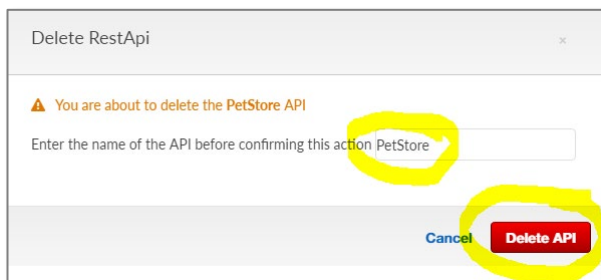 Delete RestApi ×
You are about to delete the PetStore API
Enter the name of the API before confirming this action PetStore
Cancel Delete API